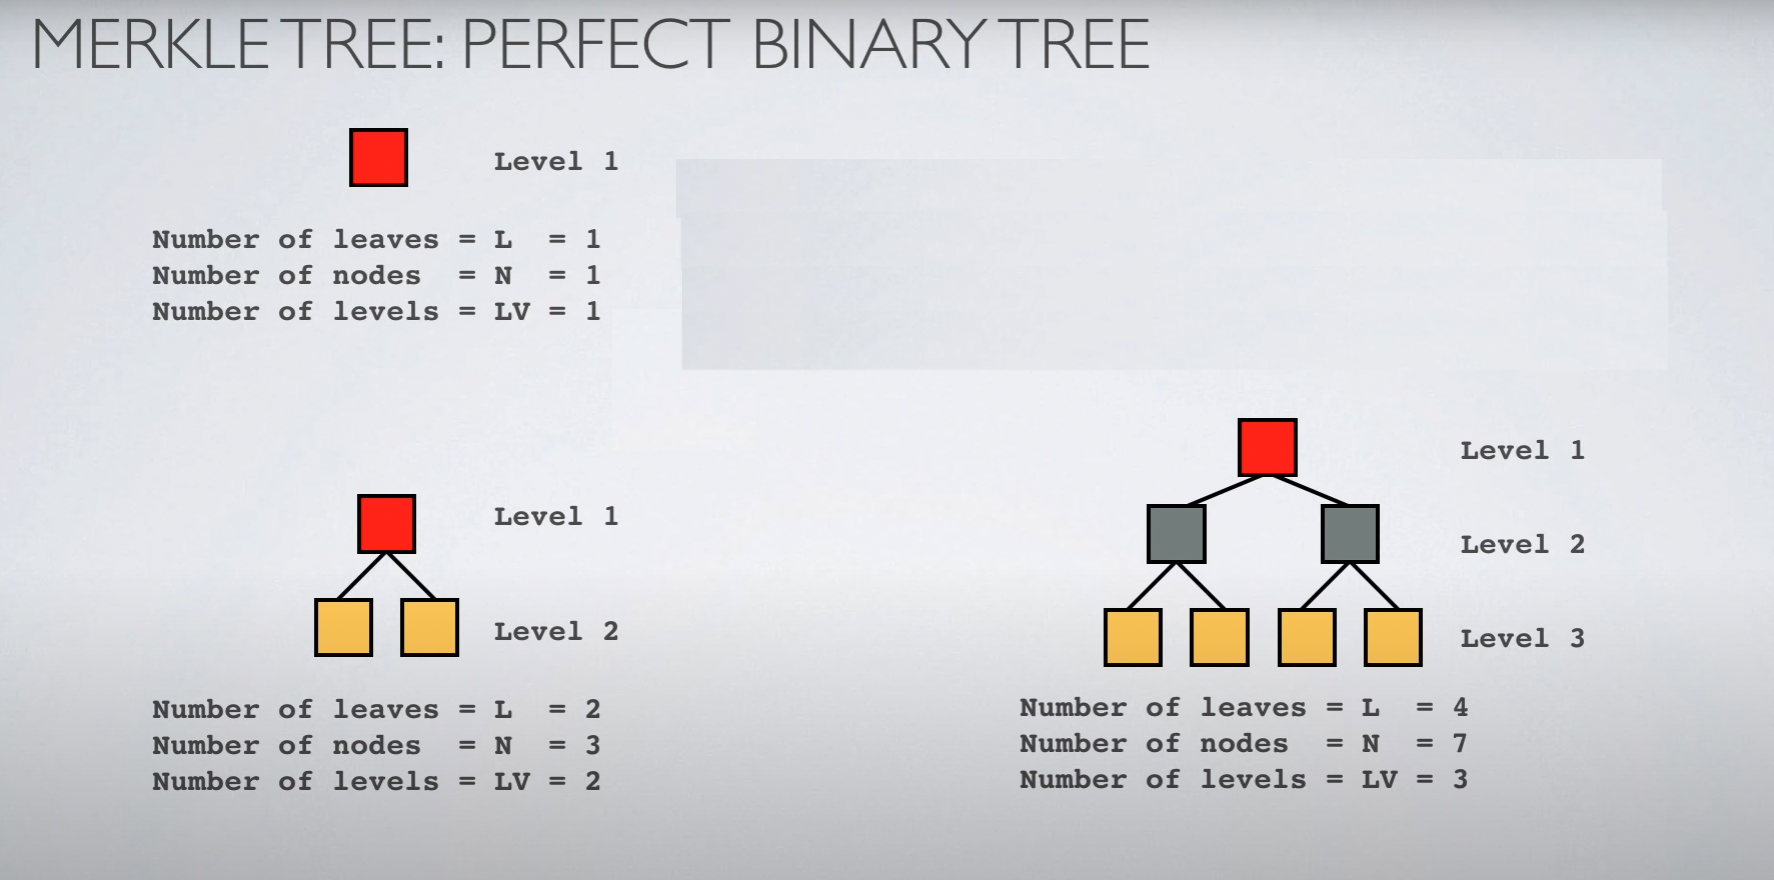 MERKLE TREE: PERFECT BINARY TREE
Level 1
Number of leaves = L = 1
Number of nodes = N = 1
Number of levels = LV = 1
Level 1
Level 2
Number of leaves = L = 2
Number of nodes = N = 3
Number of levels = LV = 2
Level 1
Level 2
Level 3
Number of leaves = L = 4
Number of nodes = N = 7
Number of levels = LV = 3